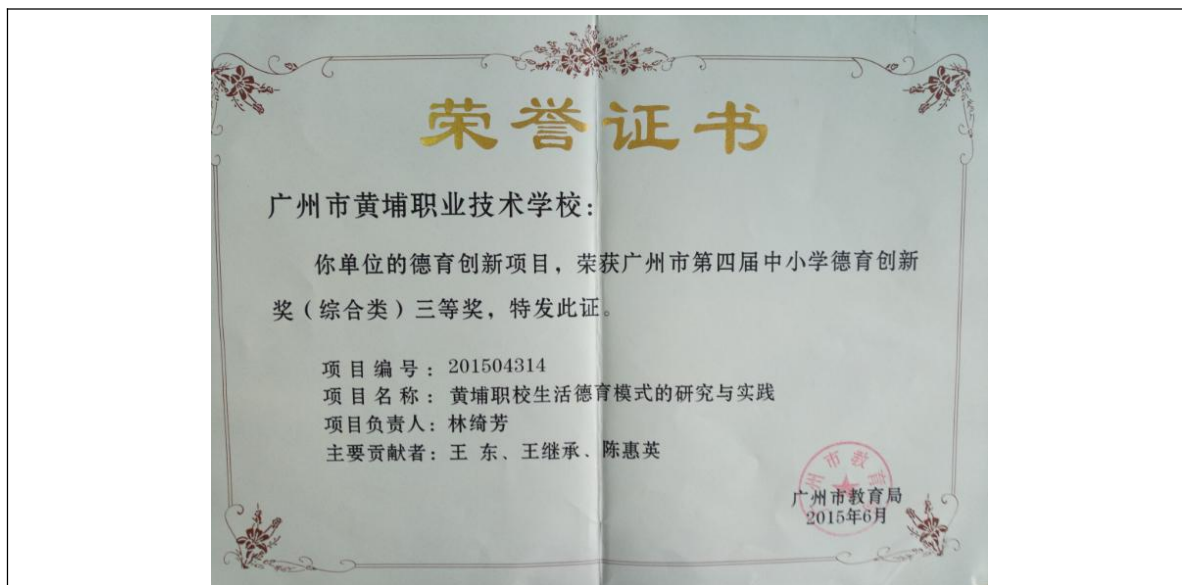 荣誉证书
广州市黄埔职业技术学校：
你单位的德育创新项目，荣获广州市第四届中小学德育创新
奖（综合类）三等奖，特发此证。
项目编号：201504314
项目名称：黄埔职校生活德育模式的研究与实践
项目负责人：林绮芳
主要贡献者：王 东、王继承、陈惠英
广州市教育
广州市教育局
2015年6月